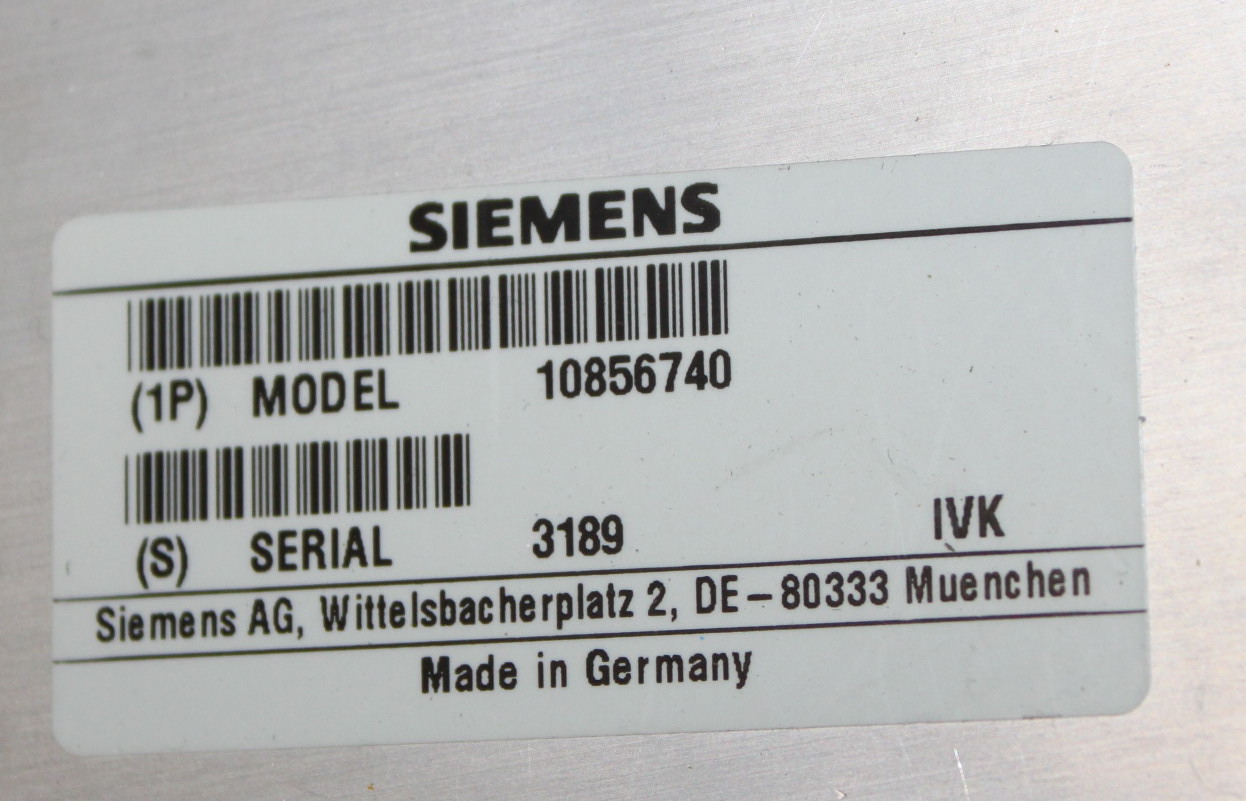 SIEMENS
(1P) MODEL 10856740
(S) SERIAL 3189 IVK
Siemens AG, Wittelsbacherplatz 2, DE-80333 Muenchen
Made in Germany